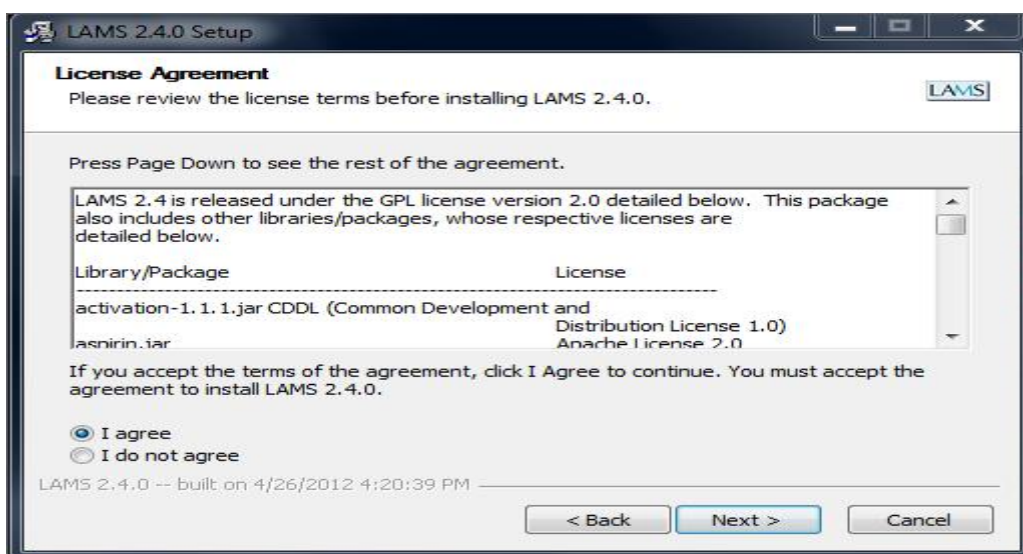 LAMS 2.4.0 Setup
License Agreement
Please review the license terms before installing LAMS 2.4.0.
LAMS
Press Page Down to see the rest of the agreement.
LAMS 2.4 is released under the GPL license version 2.0 detailed below.  This package
also includes other libraries/packages, whose respective licenses are
detailed below.
Library/Package License
--------------------------------------------------------------------------------
activation-1.1.1.jar CDDL (Common Development and
Distribution License 1.0)
aspirin.jar Apache License 2.0
If you accept the terms of the agreement, click I Agree to continue. You must accept the
agreement to install LAMS 2.4.0.
I agree
I do not agree
LAMS 2.4.0 -- built on 4/26/2012 4:20:39 PM
< Back Next > Cancel